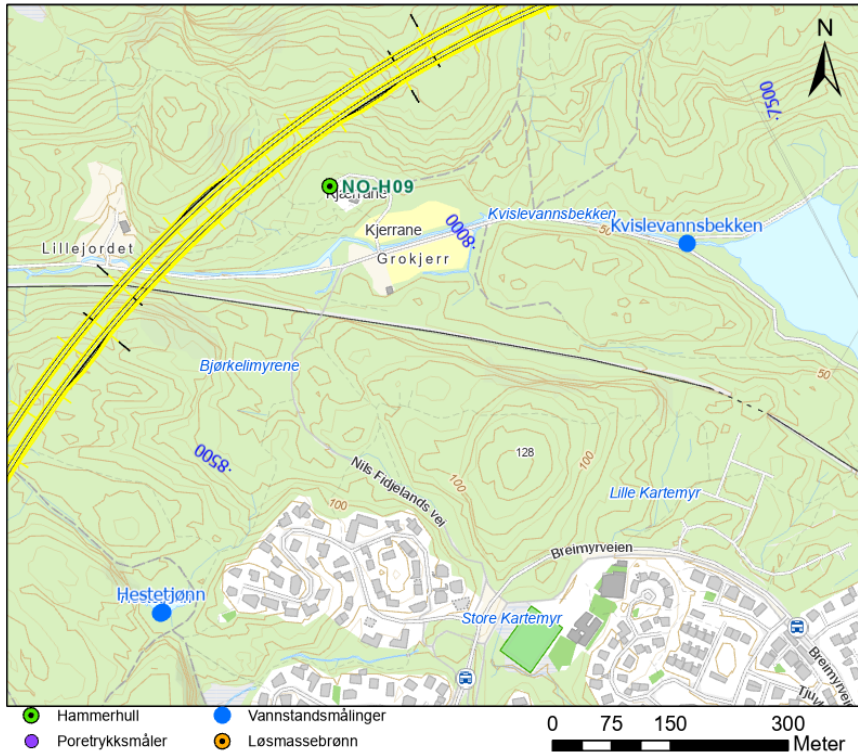 N
·7500
NO-H09
Kjærrane
Kvislevannsbekken
Kjerrane
·8000
50
Kvislevannsbekken
Lillejordet
Grokjerr
Bjørkelimyrene
50
128
·8500
100
100
100
Nils Fidjelands vei
Lille Kartemyr
Breimyrveien
Hestetjønn
Store Kartemyr
Breimyrveien
Hammerhull
Vannstandsmålinger
Poretrykksmåler
Løsmassebrønn
0 75 150 300
Meter